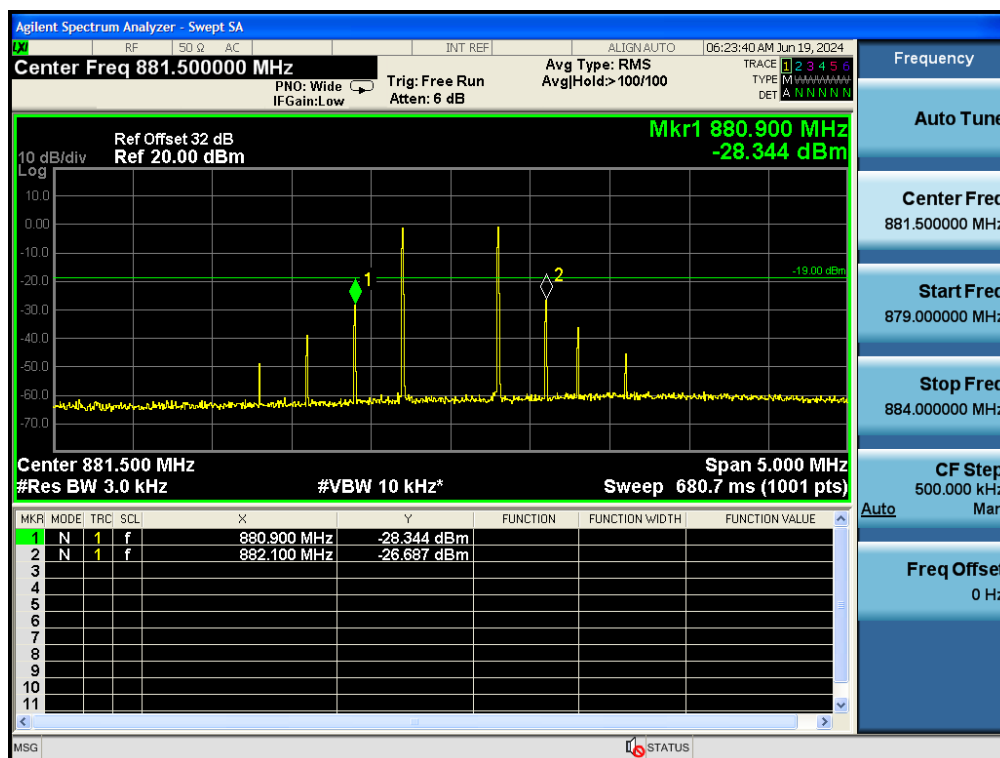 Agilent Spectrum Analyzer - Swept SA
LXI RF 50 Ω AC INT REF ALIGN AUTO 06:23:40 AM Jun 19, 2024
Center Freq 881.500000 MHz
PNO: Wide
IFGain:Low
Trig: Free Run
Atten: 6 dB
Avg Type: RMS
Avg|Hold:>100/100
TRACE 1 2 3 4 5 6
TYPE M
DET A N N N N N
Mkr1 880.900 MHz
-28.344 dBm
Ref Offset 32 dB
10 dB/div Ref 20.00 dBm
Log
10.0
0.00
-10.0
-20.0
-30.0
-40.0
-50.0
-60.0
-70.0
1
2
-19.00 dBm
Center 881.500 MHz Span 5.000 MHz
#Res BW 3.0 kHz #VBW 10 kHz* Sweep 680.7 ms (1001 pts)
MKR MODE TRC SCL X Y FUNCTION FUNCTION WIDTH FUNCTION VALUE
1 N 1 f 880.900 MHz -28.344 dBm
2 N 1 f 882.100 MHz -26.687 dBm
3
4
5
6
7
8
9
10
11
MSG STATUS
Frequency
Auto Tune
Center Freq
881.500000 MHz
Start Freq
879.000000 MHz
Stop Freq
884.000000 MHz
CF Step
500.000 kHz
Auto Man
Freq Offset
0 Hz